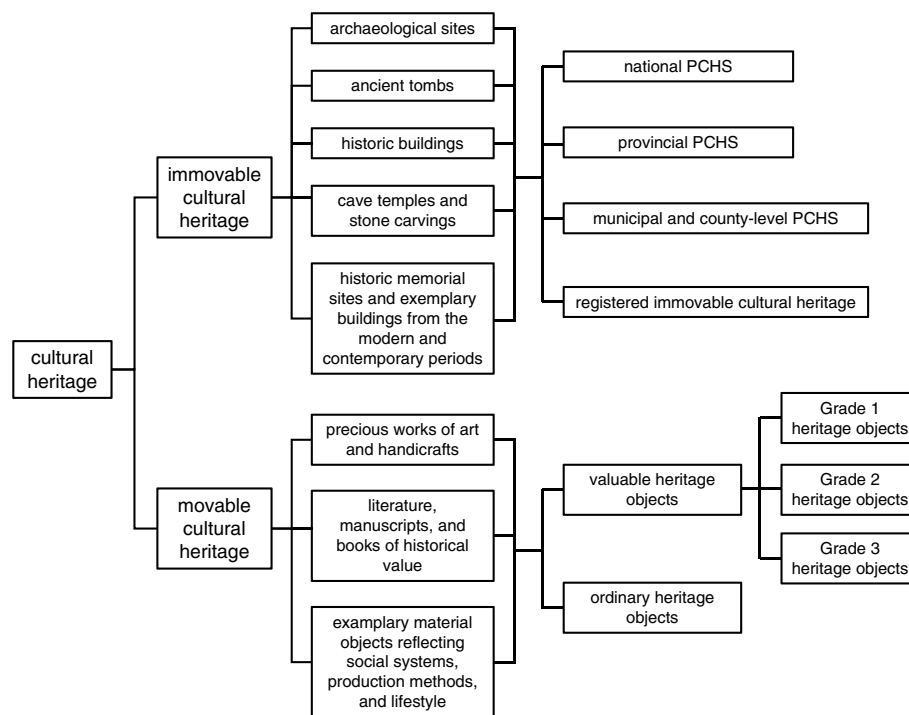 cultural
heritage
immovable
cultural
heritage
archaeological sites
ancient tombs
historic buildings
cave temples and
stone carvings
historic memorial
sites and exemplary
buildings from the
modern and
contemporary periods
national PCHS
provincial PCHS
municipal and county-level PCHS
registered immovable cultural heritage
movable
cultural
heritage
precious works of art
and handicrafts
literature,
manuscripts, and
books of historical
value
examplary material
objects reflecting
social systems,
production methods,
and lifestyle
valuable heritage
objects
ordinary heritage
objects
Grade 1
heritage objects
Grade 2
heritage objects
Grade 3
heritage objects